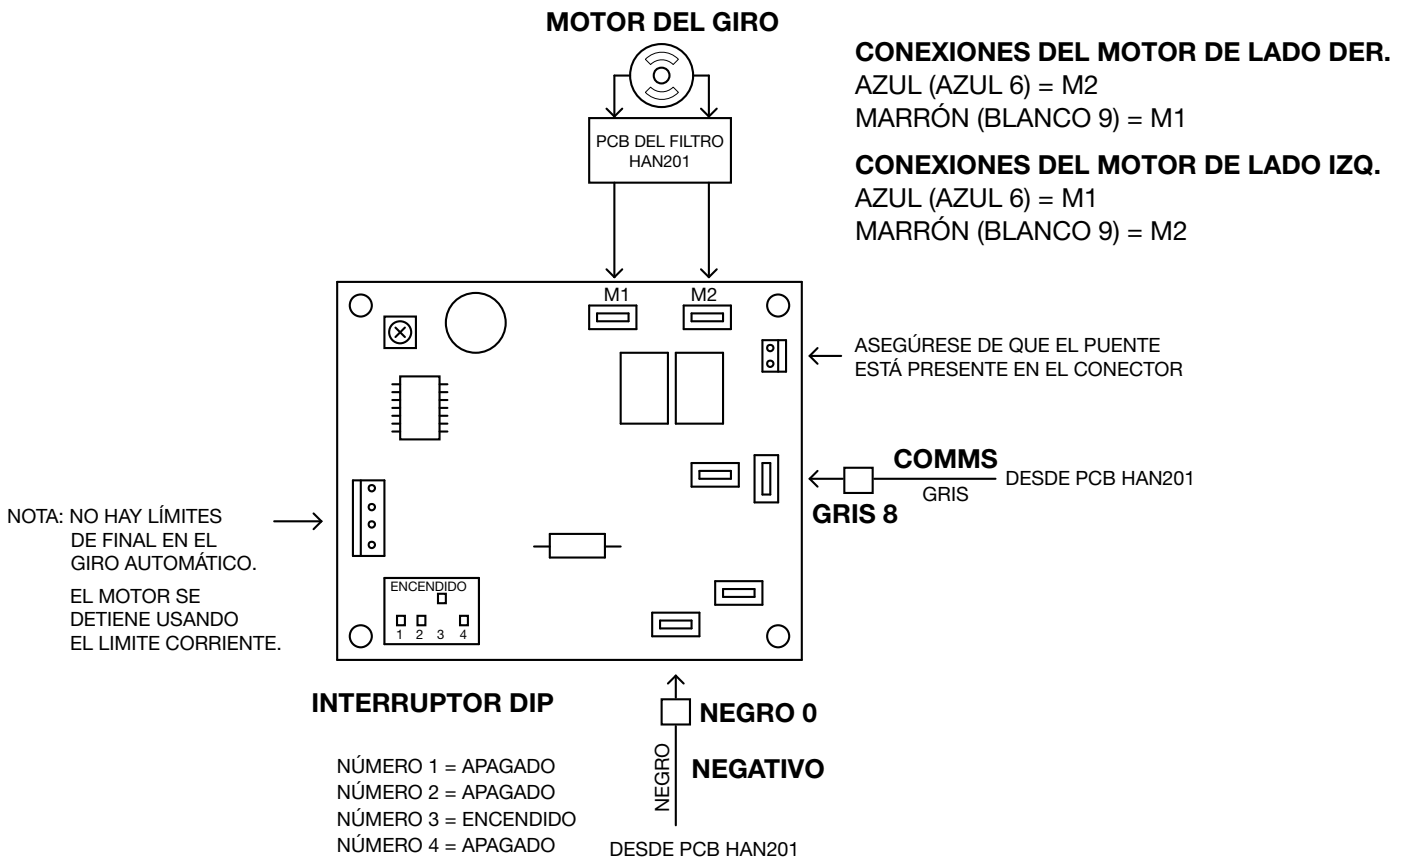 MOTOR DEL GIRO
CONEXIONES DEL MOTOR DE LADO DER.
AZUL (AZUL 6) = M2
MARRÓN (BLANCO 9) = M1
CONEXIONES DEL MOTOR DE LADO IZQ.
AZUL (AZUL 6) = M1
MARRÓN (BLANCO 9) = M2
PCB DEL FILTRO
HAN201
M1
M2
ASEGÚRESE DE QUE EL PUENTE
ESTÁ PRESENTE EN EL CONECTOR
COMMS
DESDE PCB HAN201
GRIS
GRIS 8
NOTA: NO HAY LÍMITES
DE FINAL EN EL
GIRO AUTOMÁTICO.
EL MOTOR SE
DETIENE USANDO
EL LIMITE CORRIENTE.
ENCENDIDO
1 2 3 4
INTERRUPTOR DIP
NÚMERO 1 = APAGADO
NÚMERO 2 = APAGADO
NÚMERO 3 = ENCENDIDO
NÚMERO 4 = APAGADO
NEGRO 0
NEGRO
NEGATIVO
DESDE PCB HAN201